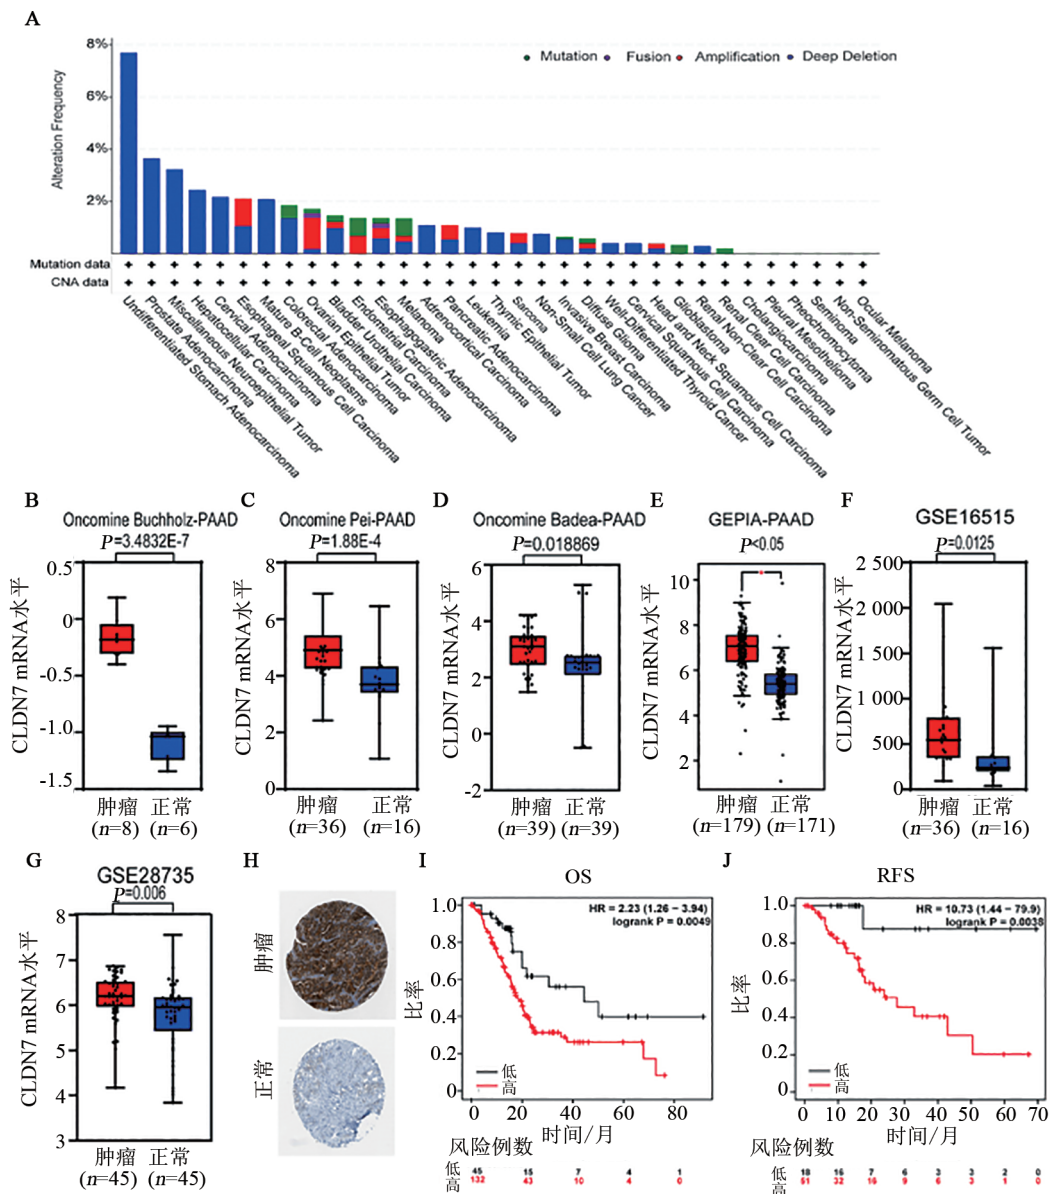 A
8%
6%
4%
2%
Alteration Frequency
Mutation Fusion Amplification Deep Deletion
Mutation data + + + + + + + + + + + + + + + + + + + + + + + + + + + + + + + + +
CNA data + + + + + + + + + + + + + + + + + + + + + + + + + + + + + + + + +
Undifferentiated Stomach Adenocarcinoma
Prostate Adenocarcinoma
Miscellaneous Neuroepithelial Tumor
Hepatocellular Carcinoma
Cervical Adenocarcinoma
Esophageal Squamous Cell Carcinoma
Mature B-Cell Neoplasms
Colorectal Adenocarcinoma
Ovarian Epithelial Tumor
Bladder Urothelial Carcinoma
Endometrial Carcinoma
Esophagogastric Adenocarcinoma
Melanoma
Adrenocortical Carcinoma
Pancreatic Adenocarcinoma
Leukemia
Thymic Epithelial Tumor
Sarcoma
Non-Small Cell Lung Cancer
Invasive Breast Carcinoma
Diffuse Glioma
Well-Differentiated Thyroid Cancer
Cervical Squamous Cell Carcinoma
Head and Neck Squamous Cell Carcinoma
Glioblastoma
Renal Non-Clear Cell Carcinoma
Renal Clear Cell Carcinoma
Cholangiocarcinoma
Pleural Mesothelioma
Pheochromocytoma
Seminoma
Non-Seminomatous Germ Cell Tumor
Ocular Melanoma
B
Oncomine Buchholz-PAAD
P=3.4832E-7
CLDN7 mRNA水平
0.5
0
-0.5
-1.0
-1.5
肿瘤 正常
(n=8) (n=6)
C
Oncomine Pei-PAAD
P=1.88E-4
CLDN7 mRNA水平
8
6
4
2
0
肿瘤 正常
(n=36) (n=16)
D
Oncomine Badea-PAAD
P=0.018869
CLDN7 mRNA水平
6
4
2
0
-2
肿瘤 正常
(n=39) (n=39)
E
GEPIA-PAAD
P<0.05
CLDN7 mRNA水平
10
8
6
4
2
肿瘤 正常
(n=179) (n=171)
F
GSE16515
P=0.0125
CLDN7 mRNA水平
2 500
2 000
1 500
1 000
500
0
肿瘤 正常
(n=36) (n=16)
G
GSE28735
P=0.006
CLDN7 mRNA水平
8
7
6
5
4
3
肿瘤 正常
(n=45) (n=45)
H
肿瘤
正常
I
OS
HR = 2.23 (1.26 − 3.94)
logrank P = 0.0049
比率
1.0
0.8
0.6
0.4
0.2
0
低
高
0 20 40 60 80
时间/月
风险例数
低 45 15 7 4 1
高 132 43 10 4 0
J
RFS
HR = 10.73 (1.44 − 79.9)
logrank P = 0.0038
比率
1.0
0.8
0.6
0.4
0.2
0
低
高
0 10 20 30 40 50 60 70
时间/月
风险例数
低 18 16 7 6 3 3 2 0
高 51 32 16 9 6 3 1 0